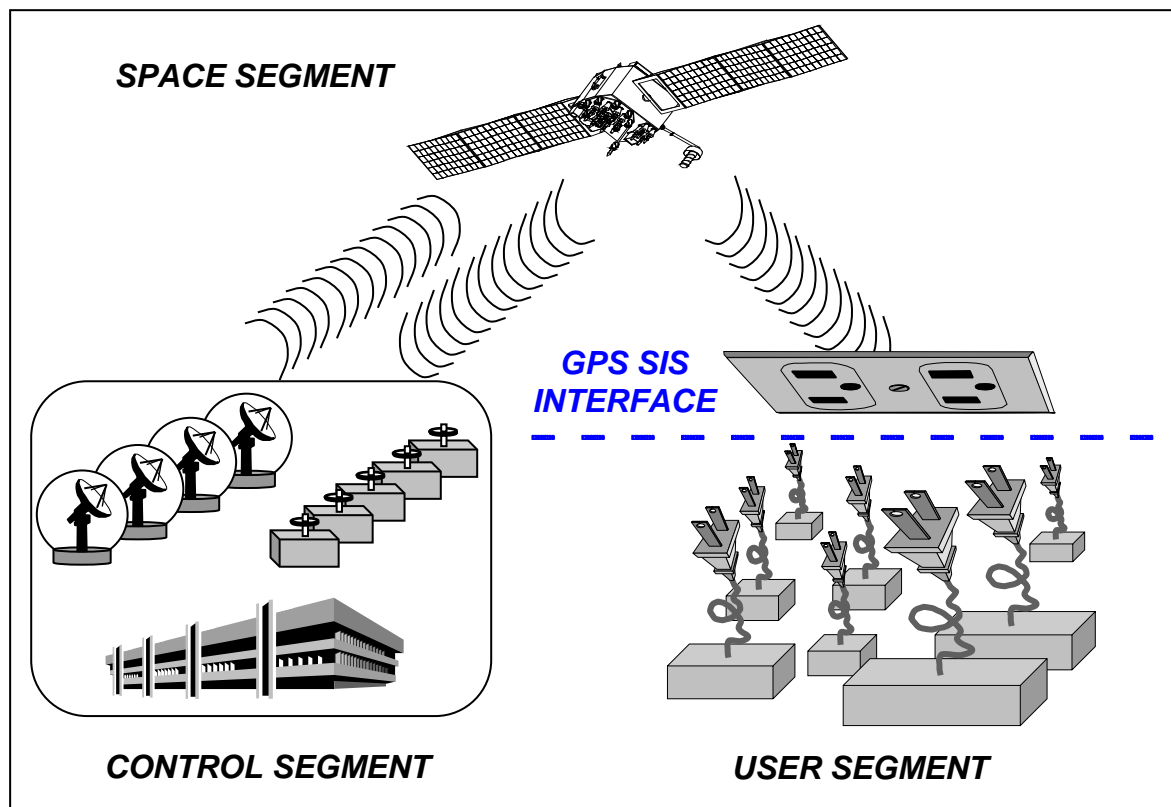 SPACE SEGMENT
GPS SIS
INTERFACE
CONTROL SEGMENT
USER SEGMENT